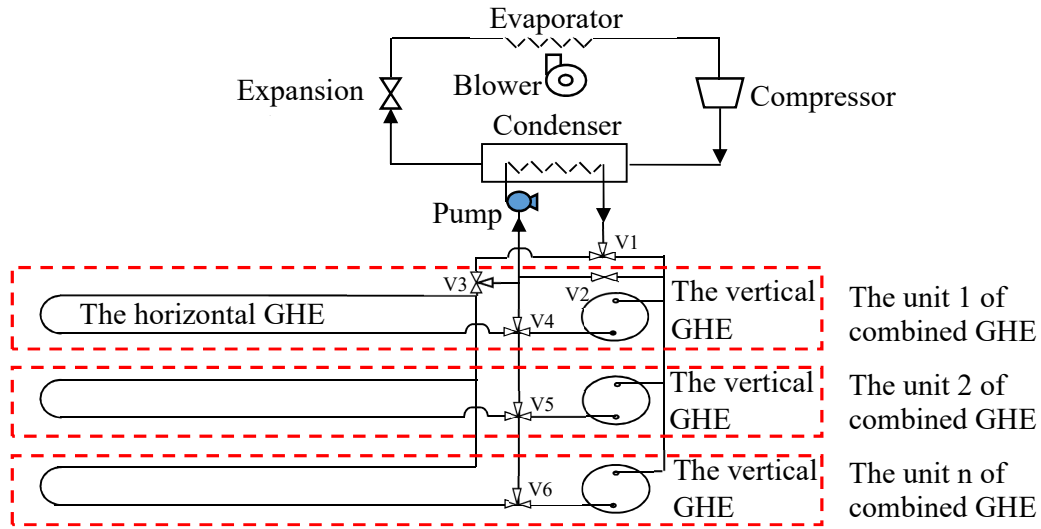 Evaporator
Blower
Expansion
Compressor
Condenser
Pump
V1
V3
V2
The vertical
GHE
The unit 1 of
combined GHE
The horizontal GHE
V4
The vertical
GHE
The unit 2 of
combined GHE
V5
The vertical
GHE
The unit n of
combined GHE
V6